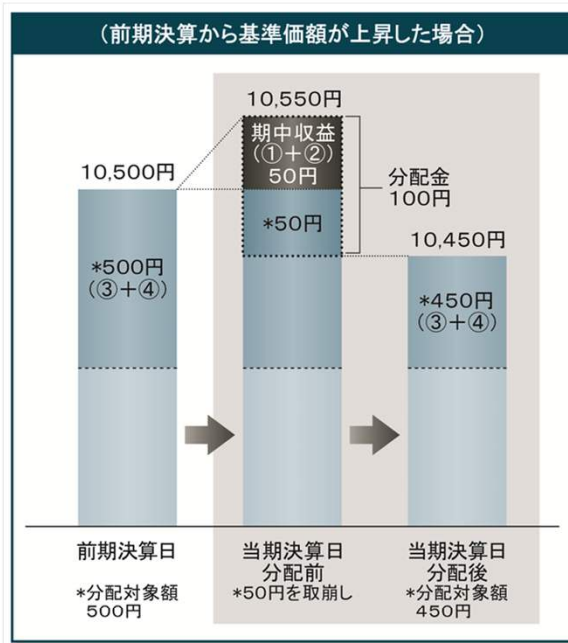 (前期決算から基準価額が上昇した場合)
10,550円
期中収益
(①+②)
50円
10,500円
分配金
100円
*50円
10,450円
*500円
(③+④)
*450円
(③+④)
前期決算日
当期決算日
分配前
当期決算日
分配後
*分配対象額
500円
*50円を取崩し
*分配対象額
450円